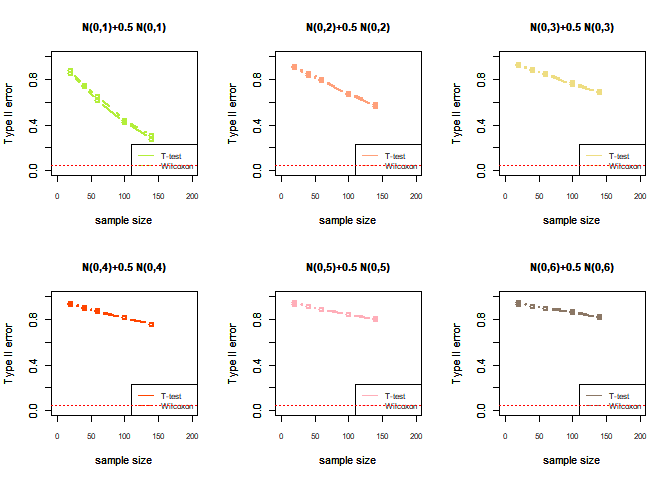 N(0,1)+0.5 N(0,1)
Type II error
0.0 0.4 0.8
T-test
Wilcoxon
0 50 100 150 200
sample size
N(0,2)+0.5 N(0,2)
Type II error
0.0 0.4 0.8
T-test
Wilcoxon
0 50 100 150 200
sample size
N(0,3)+0.5 N(0,3)
Type II error
0.0 0.4 0.8
T-test
Wilcoxon
0 50 100 150 200
sample size
N(0,4)+0.5 N(0,4)
Type II error
0.0 0.4 0.8
T-test
Wilcoxon
0 50 100 150 200
sample size
N(0,5)+0.5 N(0,5)
Type II error
0.0 0.4 0.8
T-test
Wilcoxon
0 50 100 150 200
sample size
N(0,6)+0.5 N(0,6)
Type II error
0.0 0.4 0.8
T-test
Wilcoxon
0 50 100 150 200
sample size